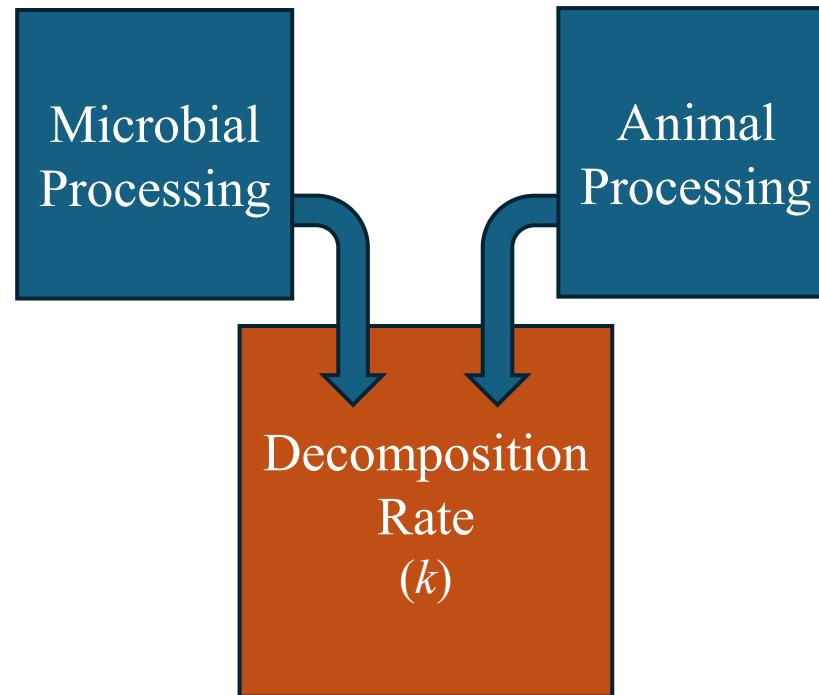 Microbial
Processing
Animal
Processing
Decomposition
Rate
(k)